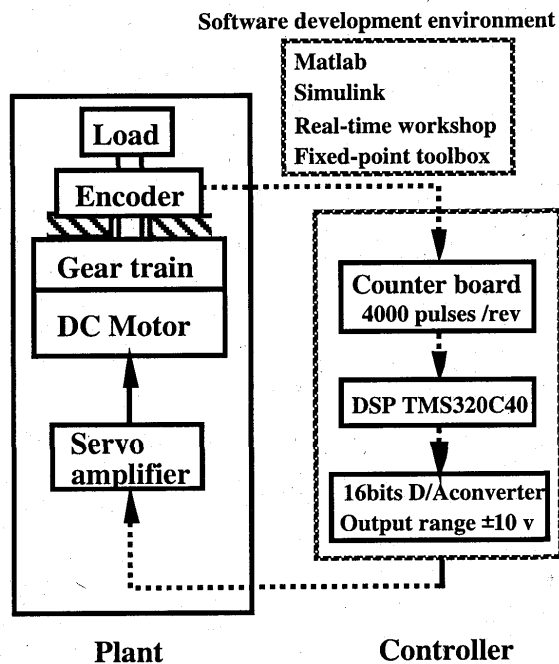 Software development environment
Matlab
Simulink
Real-time workshop
Fixed-point toolbox
Load
Encoder
Gear train
DC Motor
Servo
amplifier
Counter board
4000 pulses /rev
DSP TMS320C40
16bits D/Aconverter
Output range ±10 v
Plant
Controller